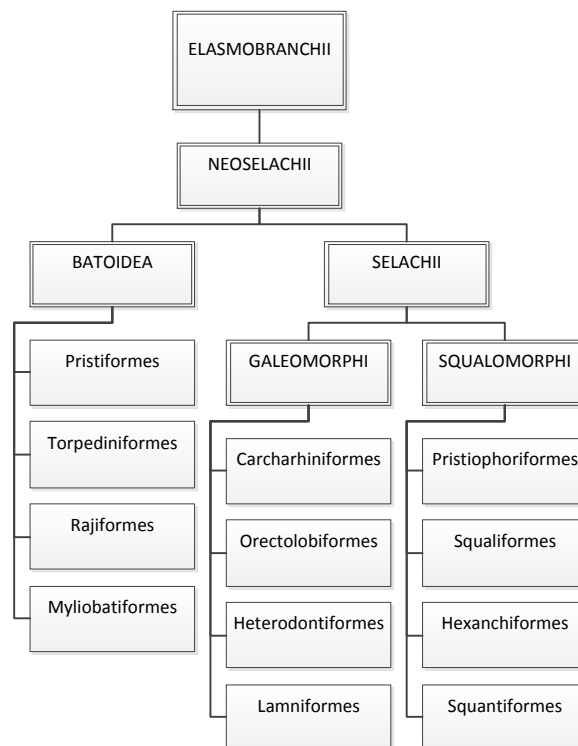 ELASMOBRANCHII
NEOSELACHII
BATOIDEA
SELACHII
Pristiformes
Torpediniformes
Rajiformes
Myliobatiformes
GALEOMORPHI
SQUALOMORPHI
Carcharhiniformes
Orectolobiformes
Heterodontiformes
Lamniformes
Pristiophoriformes
Squaliformes
Hexanchiformes
Squantiformes